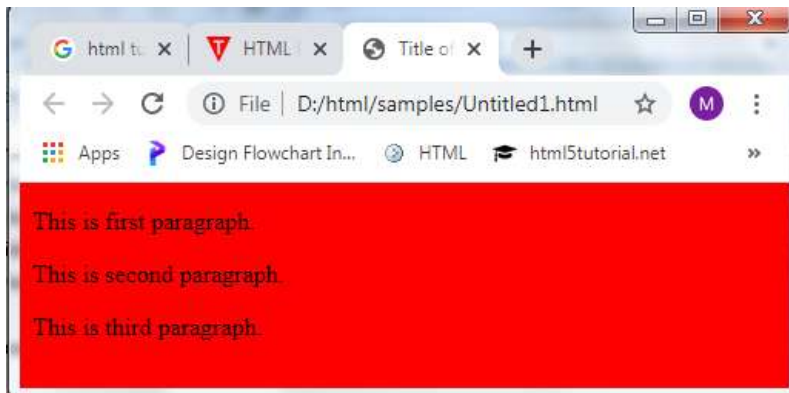 html tu
HTML
Title of
File D:/html/samples/Untitled1.html M
Apps Design Flowchart In... HTML html5tutorial.net »
This is first paragraph.
This is second paragraph.
This is third paragraph.